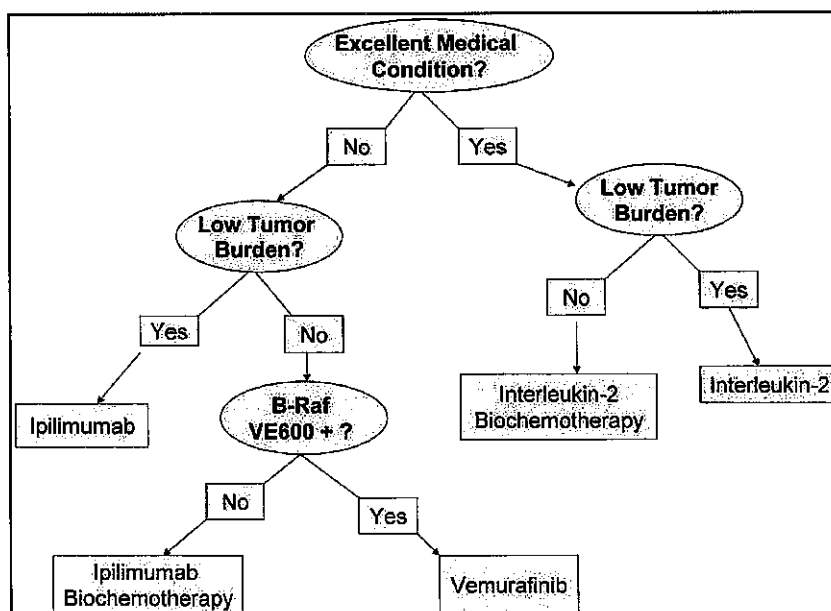 Excellent Medical
Condition?
No
Yes
Low Tumor
Burden?
Low Tumor
Burden?
Yes
No
No
Yes
Ipilimumab
B-Raf
VE600 + ?
Interleukin-2
Biochemotherapy
Interleukin-2
No
Yes
Ipilimumab
Biochemotherapy
Vemurafinib